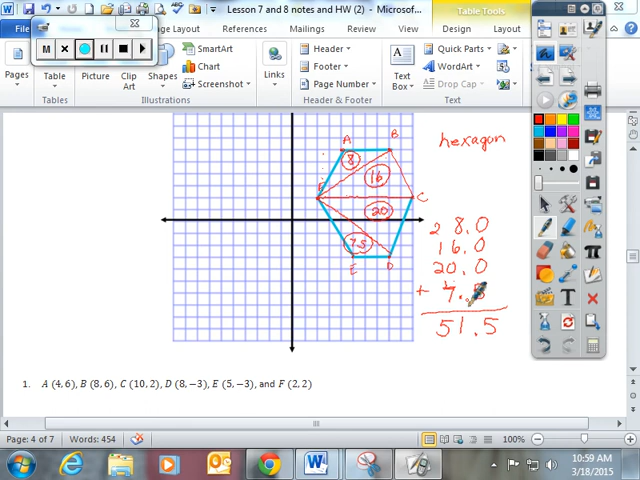 Lesson 7 and 8 notes and HW (2) - Microsoft...
Table Tools
File
References
Mailings
Review
View
Design
Layout
M
Pages
Table
Picture
Clip
Art
Shapes
SmartArt
Chart
Screenshot
Links
Header
Footer
Page Number
Text
Box
Quick Parts
WordArt
Drop Cap
Tables
Illustrations
Header & Footer
Text
hexagon
A
B
8
16
F
C
20
7.5
E
D
2 8.0
16.0
20.0
+ 7.5
51.5
1. A (4,6), B (8,6), C (10,2), D (8,−3), E (5,−3), and F (2,2)
Page: 4 of 7
Words: 454
100%
10:59 AM
3/18/2015